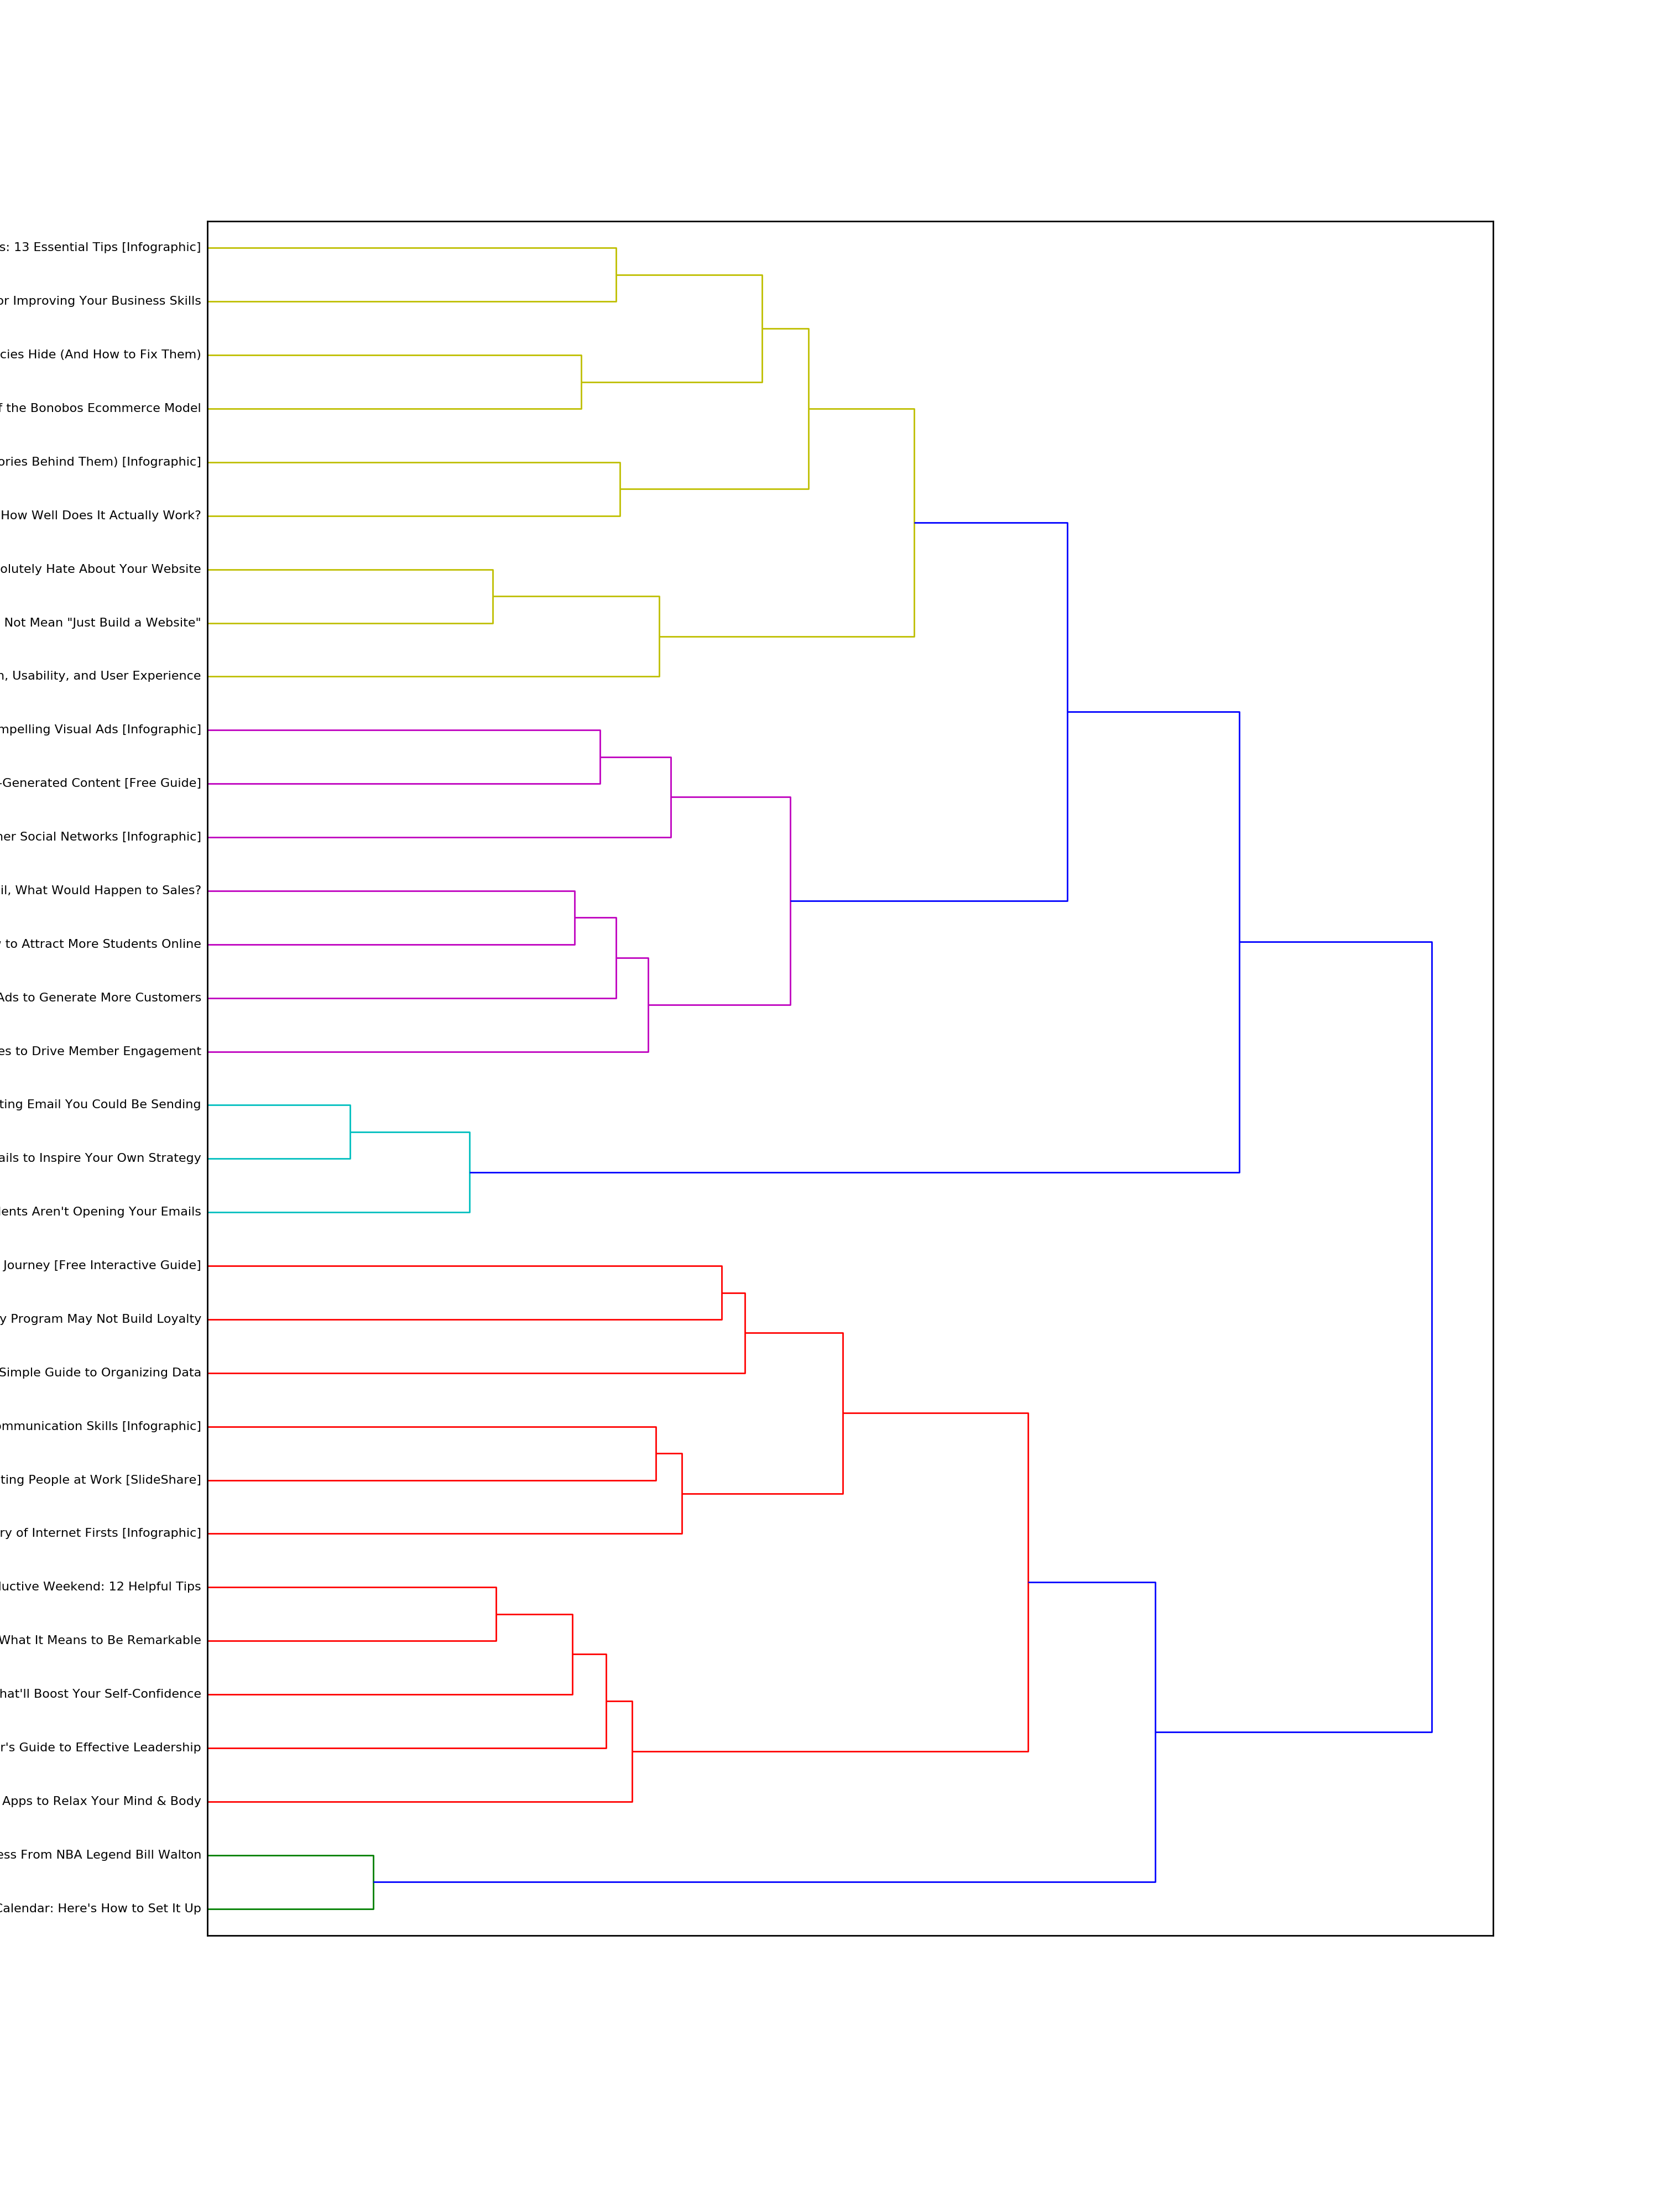 s: 13 Essential Tips [Infographic]
or Improving Your Business Skills
cies Hide (And How to Fix Them)
f the Bonobos Ecommerce Model
ories Behind Them) [Infographic]
How Well Does It Actually Work?
olutely Hate About Your Website
Not Mean "Just Build a Website"
n, Usability, and User Experience
mpelling Visual Ads [Infographic]
-Generated Content [Free Guide]
her Social Networks [Infographic]
il, What Would Happen to Sales?
to Attract More Students Online
Ads to Generate More Customers
es to Drive Member Engagement
ting Email You Could Be Sending
ails to Inspire Your Own Strategy
ients Aren't Opening Your Emails
Journey [Free Interactive Guide]
y Program May Not Build Loyalty
Simple Guide to Organizing Data
ommunication Skills [Infographic]
ting People at Work [SlideShare]
ry of Internet Firsts [Infographic]
ductive Weekend: 12 Helpful Tips
What It Means to Be Remarkable
hat'll Boost Your Self-Confidence
r's Guide to Effective Leadership
Apps to Relax Your Mind & Body
ess From NBA Legend Bill Walton
Calendar: Here's How to Set It Up